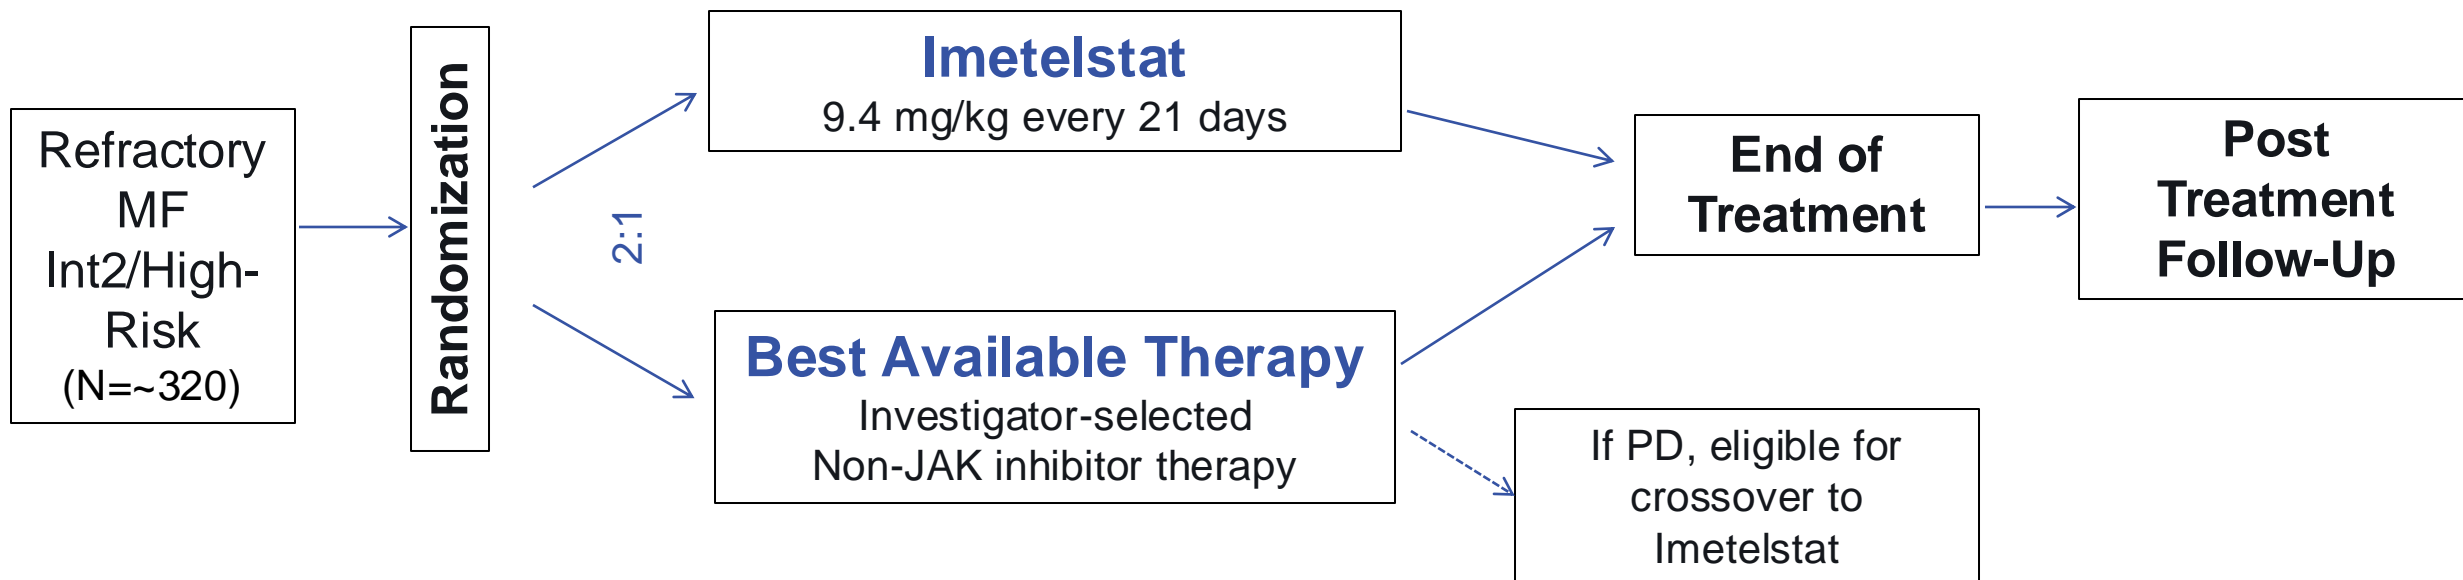 Refractory
MF
Int2/High-
Risk
(N=~320)
Randomization
2:1
Imetelstat
9.4 mg/kg every 21 days
Best Available Therapy
Investigator-selected
Non-JAK inhibitor therapy
End of
Treatment
If PD, eligible for
crossover to
Imetelstat
Post
Treatment
Follow-Up